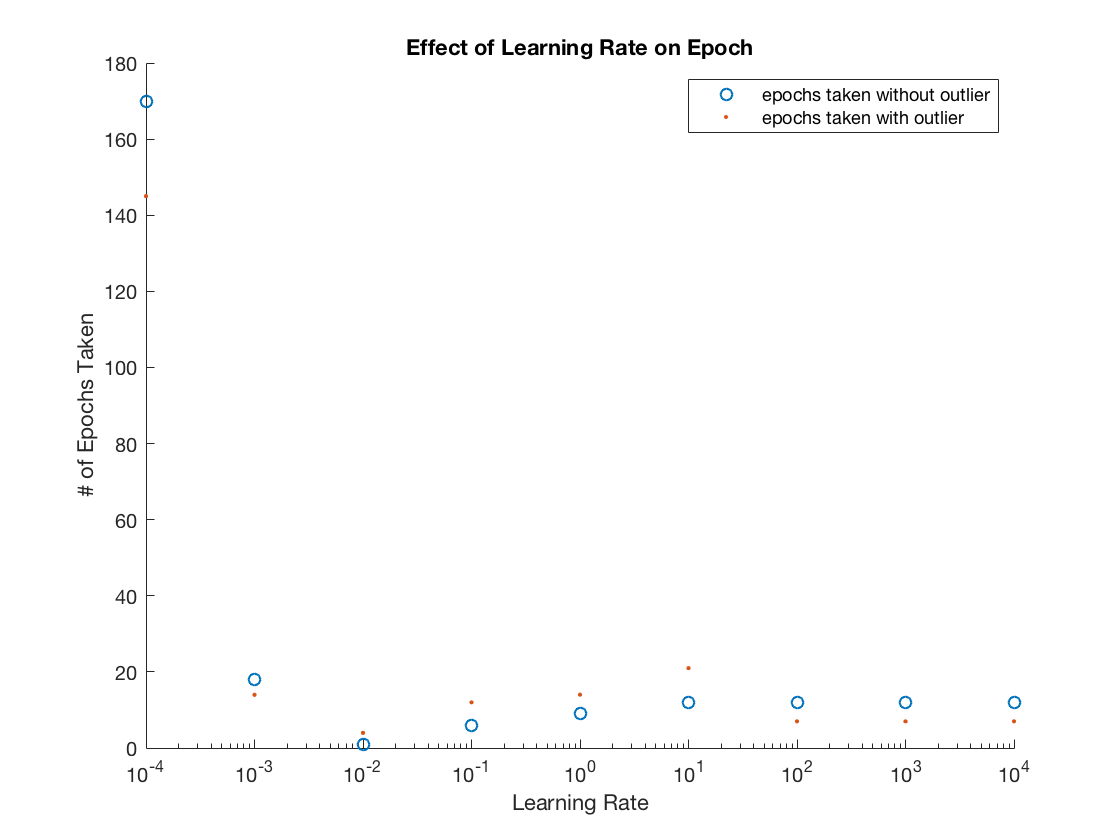 Effect of Learning Rate on Epoch
epochs taken without outlier
epochs taken with outlier
# of Epochs Taken
180
160
140
120
100
80
60
40
20
0
10^-4 10^-3 10^-2 10^-1 10^0 10^1 10^2 10^3 10^4
Learning Rate